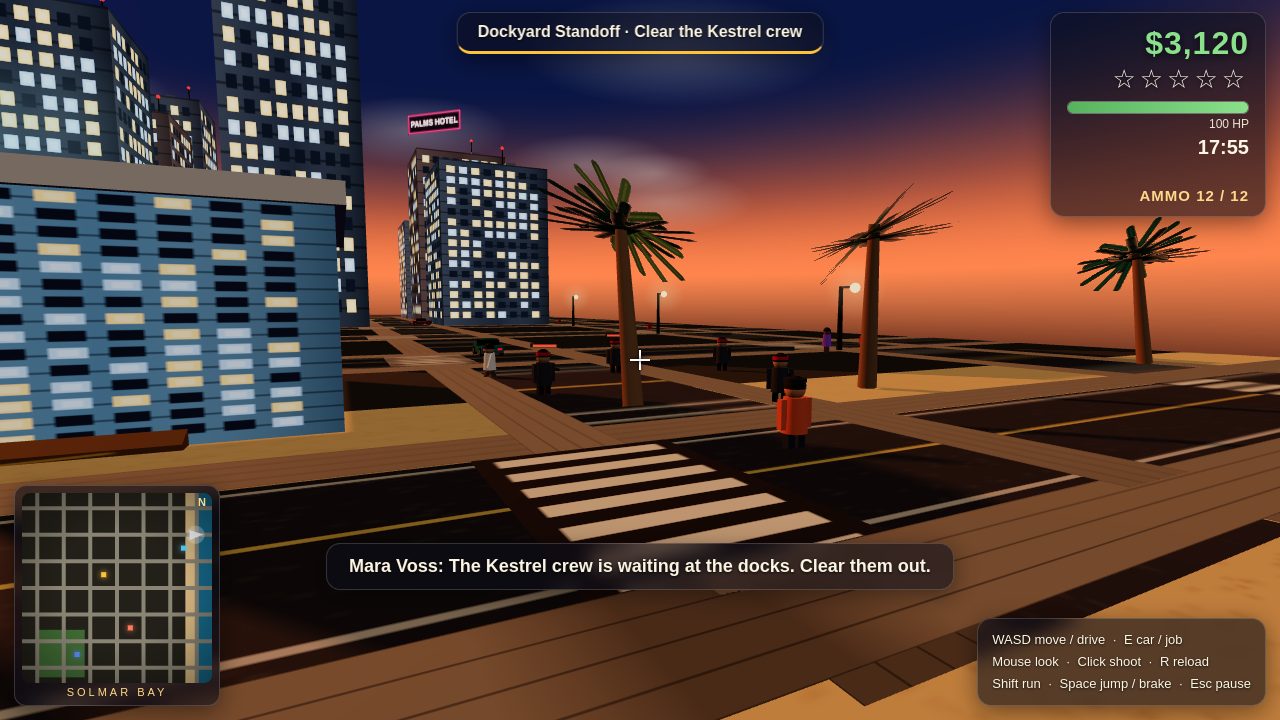 Dockyard Standoff · Clear the Kestrel crew
$3,120
100 HP
17:55
AMMO 12 / 12
PALMS HOTEL
N
Mara Voss: The Kestrel crew is waiting at the docks. Clear them out.
SOLMAR BAY
WASD move / drive · E car / job
Mouse look · Click shoot · R reload
Shift run · Space jump / brake · Esc pause